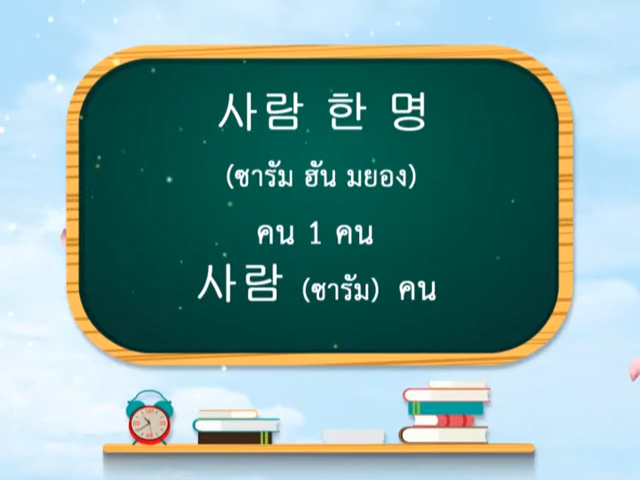 사람 한 명
(ซารัม ฮัน มยอง)
คน 1 คน
사람 (ซารัม) คน